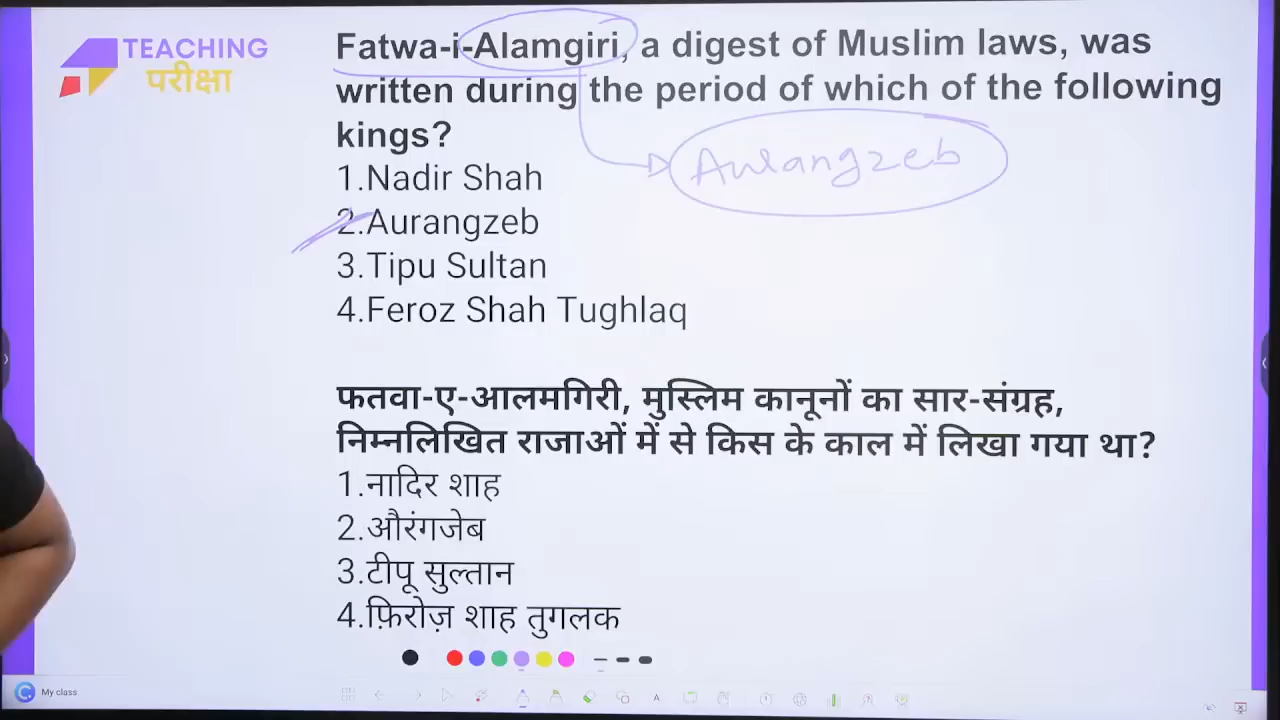 TEACHING
परीक्षा
Fatwa-i-Alamgiri, a digest of Muslim laws, was
written during the period of which of the following
kings?
Aurangzeb
1.Nadir Shah
2.Aurangzeb
3.Tipu Sultan
4.Feroz Shah Tughlaq
फतवा-ए-आलमगिरी, मुस्लिम कानूनों का सार-संग्रह,
निम्नलिखित राजाओं में से किस के काल में लिखा गया था?
1.नादिर शाह
2.औरंगजेब
3.टीपू सुल्तान
4.फ़िरोज़ शाह तुगलक
My class